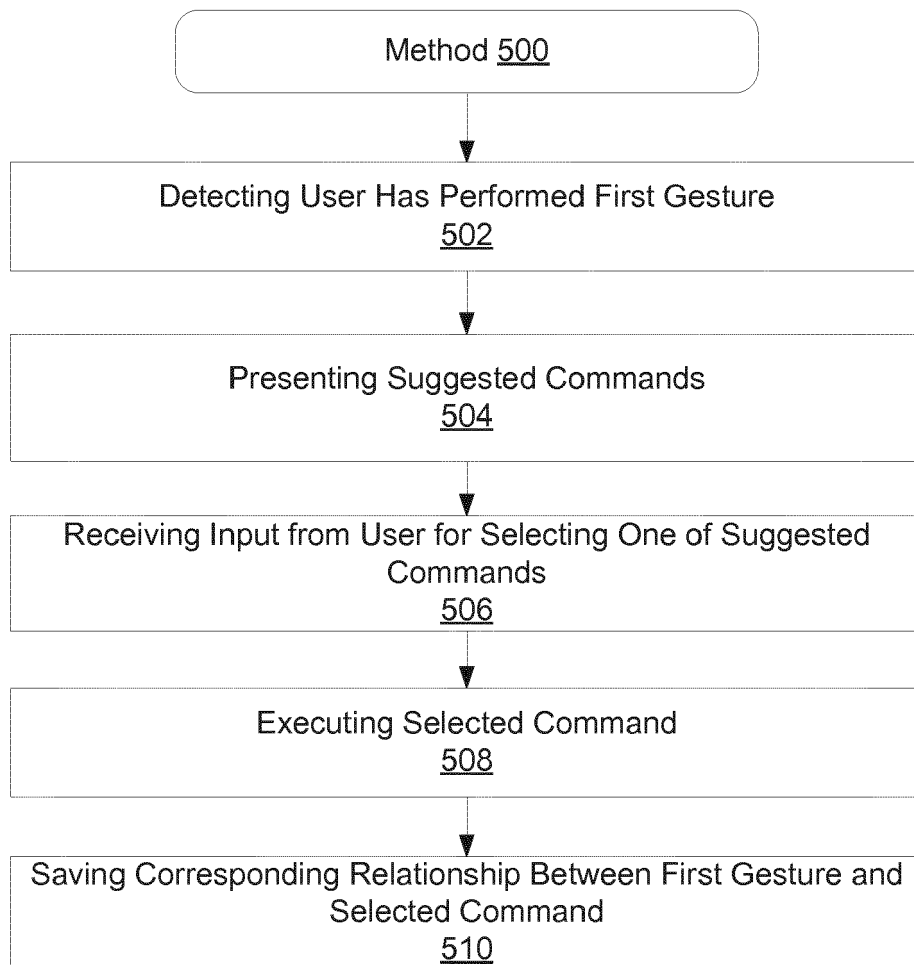 Method 500
Detecting User Has Performed First Gesture
502
Presenting Suggested Commands
504
Receiving Input from User for Selecting One of Suggested
Commands
506
Executing Selected Command
508
Saving Corresponding Relationship Between First Gesture and
Selected Command
510